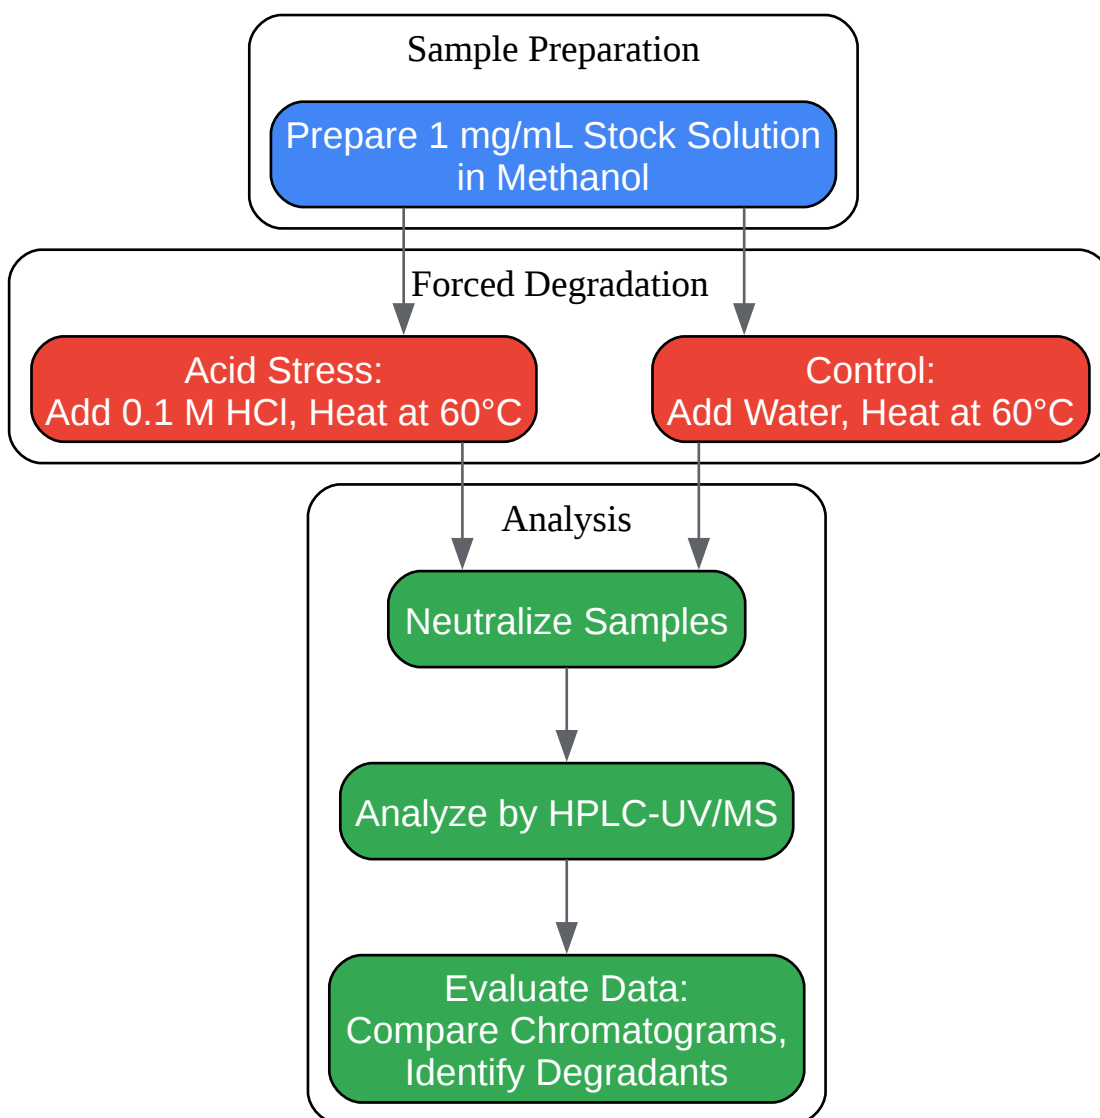 Sample Preparation
Prepare 1 mg/mL Stock Solution
in Methanol
Forced Degradation
Acid Stress:
Add 0.1 M HCl, Heat at 60°C
Control:
Add Water, Heat at 60°C
Analysis
Neutralize Samples
Analyze by HPLC-UV/MS
Evaluate Data:
Compare Chromatograms,
Identify Degradants